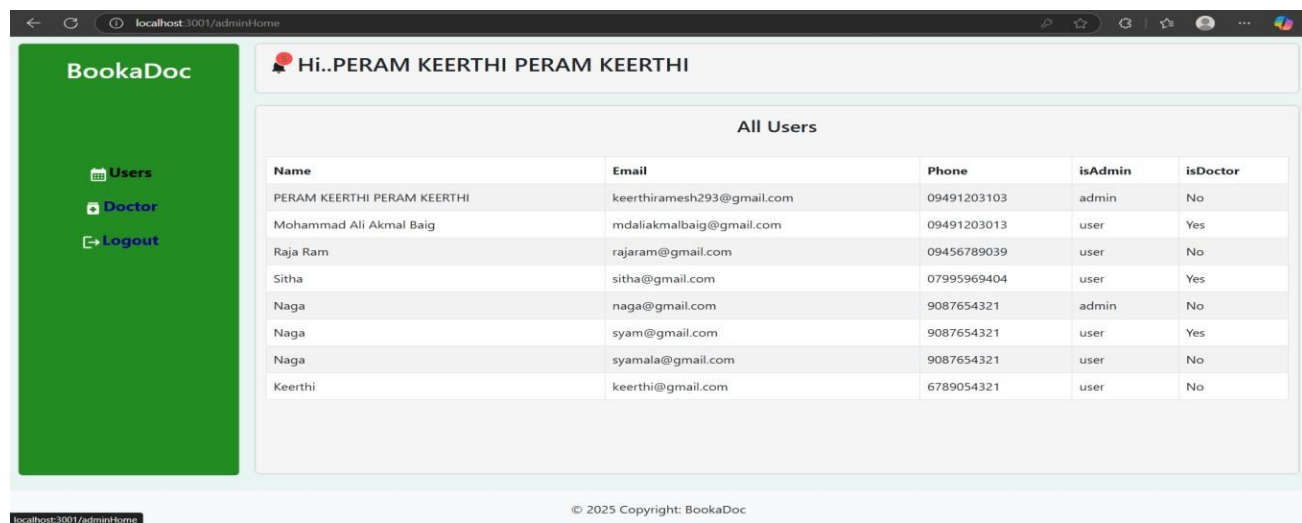 localhost:3001/adminHome
BookaDoc
Hi..PERAM KEERTHI PERAM KEERTHI
Users
Doctor
Logout
All Users
Name Email Phone isAdmin isDoctor
PERAM KEERTHI PERAM KEERTHI keerthiramesh293@gmail.com 09491203103 admin No
Mohammad Ali Akmal Baig mdaliakmalbaig@gmail.com 09491203013 user Yes
Raja Ram rajaram@gmail.com 09456789039 user No
Sitha sitha@gmail.com 07995969404 user Yes
Naga naga@gmail.com 9087654321 admin No
Naga syam@gmail.com 9087654321 user Yes
Naga syamala@gmail.com 9087654321 user No
Keerthi keerthi@gmail.com 6789054321 user No
© 2025 Copyright: BookaDoc
localhost:3001/adminHome